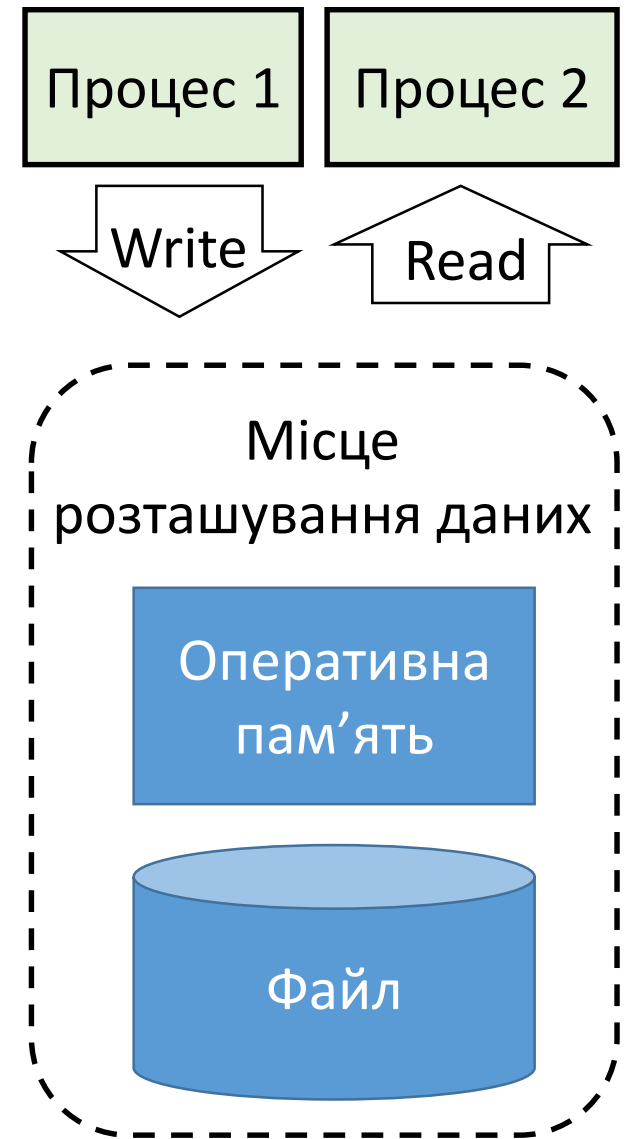 Процес 1
Процес 2
Write
Read
Місце
розташування даних
Оперативна
пам’ять
Файл